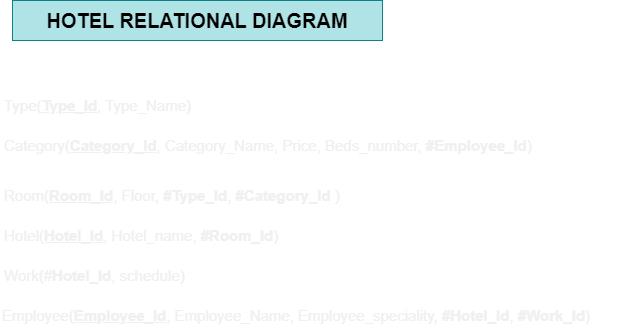 HOTEL RELATIONAL DIAGRAM
Type(Type_Id, Type_Name)
Category(Category_Id, Category_Name, Price, Beds_number, #Employee_Id)
Room(Room_Id, Floor, #Type_Id, #Category_Id )
Hotel(Hotel_Id, Hotel_name, #Room_Id)
Work(#Hotel_Id, schedule)
Employee(Employee_Id, Employee_Name, Employee_speciality, #Hotel_Id, #Work_Id)